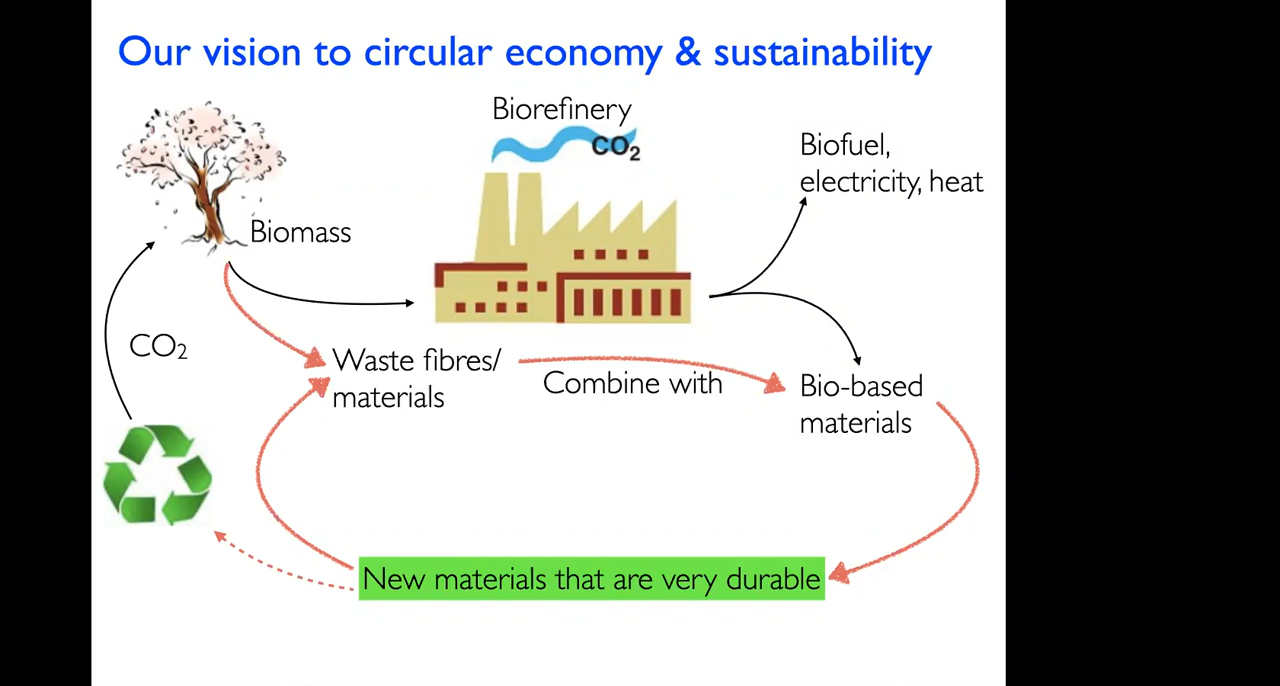 Our vision to circular economy & sustainability
Biorefinery
CO₂
Biofuel,
electricity, heat
Biomass
CO₂
Waste fibres/
materials
Combine with
Bio-based
materials
New materials that are very durable